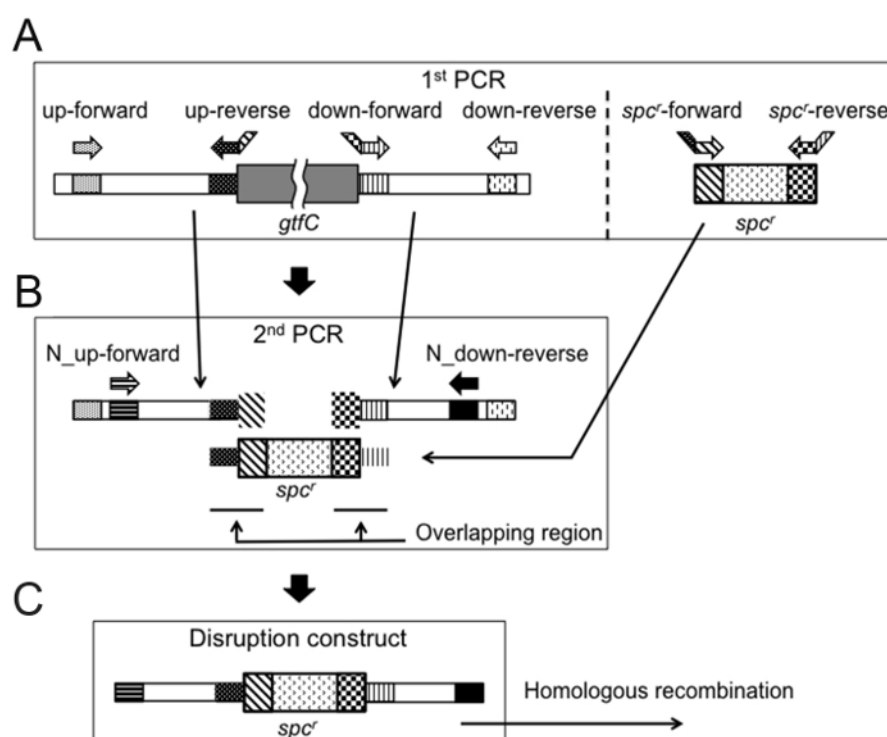 A
1st PCR
up-forward up-reverse down-forward down-reverse spcr-forward spcr-reverse
gtfC spcr
B
2nd PCR
N_up-forward N_down-reverse
spcr
Overlapping region
C
Disruption construct
Homologous recombination
spcr